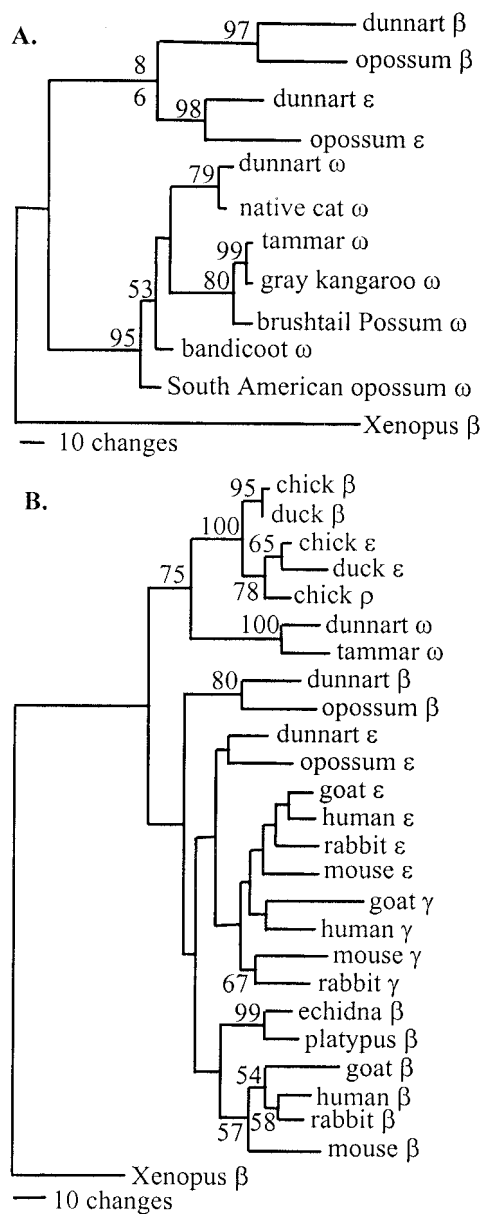 A.
97
dunnart β
opossum β
8
6
98
dunnart ε
opossum ε
79
dunnart ω
native cat ω
99
tammar ω
80
gray kangaroo ω
53
brushtail Possum ω
95
bandicoot ω
South American opossum ω
Xenopus β
10 changes
B.
95
chick β
duck β
100
65
chick ε
duck ε
75
78
chick ρ
100
dunnart ω
tammar ω
80
dunnart β
opossum β
dunnart ε
opossum ε
goat ε
human ε
rabbit ε
mouse ε
goat γ
human γ
mouse γ
67
rabbit γ
99
echidna β
platypus β
54
goat β
human β
57
58
rabbit β
mouse β
Xenopus β
10 changes